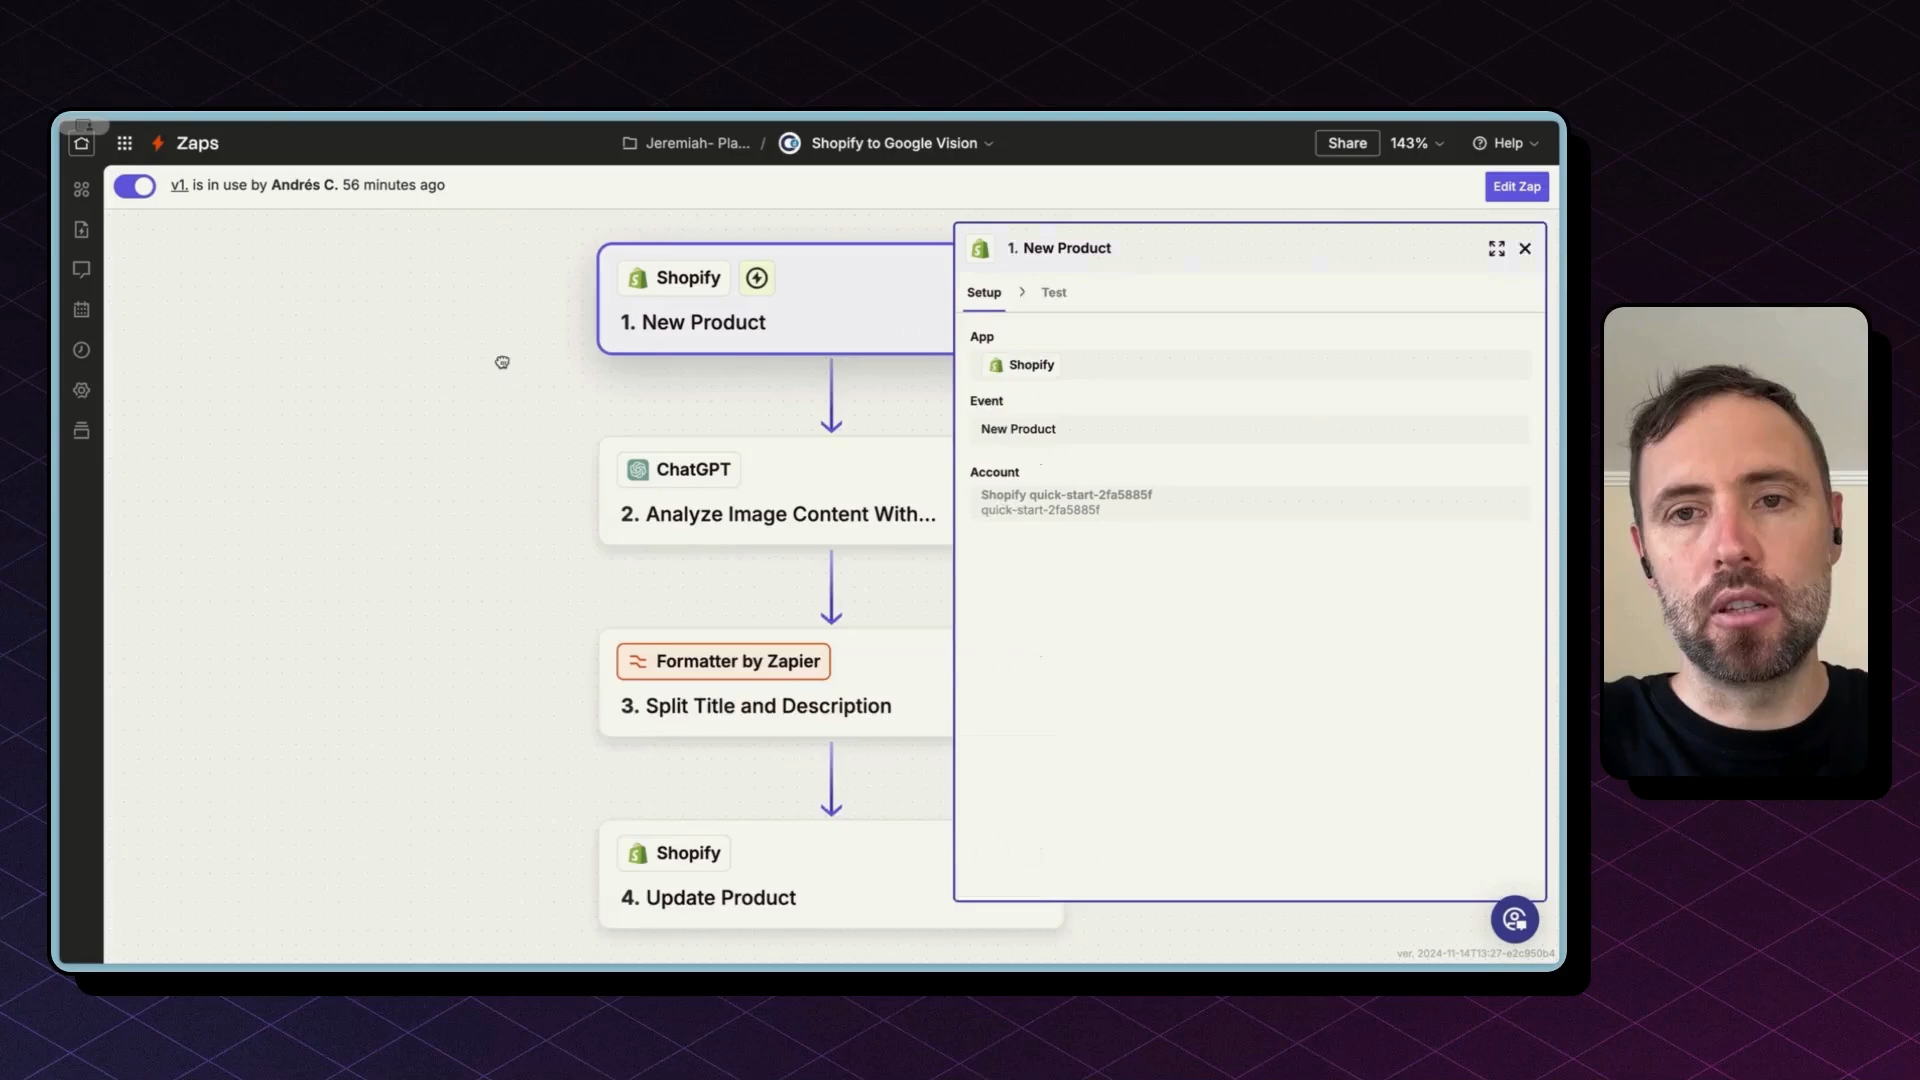 Zaps
Jeremiah- Pla... / Shopify to Google Vision
Share
143%
Help
v1. is in use by Andrés C. 56 minutes ago
Edit Zap
Shopify
1. New Product
ChatGPT
2. Analyze Image Content With...
Formatter by Zapier
3. Split Title and Description
Shopify
4. Update Product
1. New Product
Setup
Test
App
Shopify
Event
New Product
Account
Shopify quick-start-2fa5885f
quick-start-2fa5885f
ver. 2024-11-14T13:27-e2c950b4